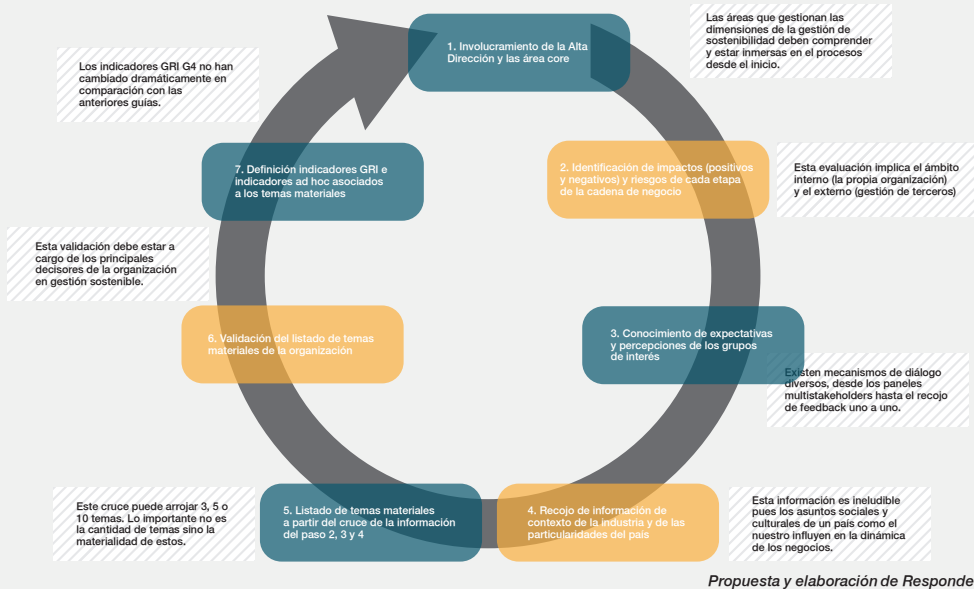 1. Involucramiento de la Alta
Dirección y las área core
Las áreas que gestionan las
dimensiones de la gestión de
sostenibilidad deben comprender
y estar inmersas en el procesos
desde el inicio.
2. Identificación de impactos (positivos
y negativos) y riesgos de cada etapa
de la cadena de negocio
Esta evaluación implica el ámbito
interno (la propia organización)
y el externo (gestión de terceros)
3. Conocimiento de expectativas
y percepciones de los grupos
de interés
Existen mecanismos de diálogo
diversos, desde los paneles
multistakeholders hasta el recojo
de feedback uno a uno.
4. Recojo de información de
contexto de la industria y de las
particularidades del país
Esta información es ineludible
pues los asuntos sociales y
culturales de un país como el
nuestro influyen en la dinámica
de los negocios.
5. Listado de temas materiales
a partir del cruce de la información
del paso 2, 3 y 4
Este cruce puede arrojar 3, 5 o
10 temas. Lo importante no es
la cantidad de temas sino la
materialidad de estos.
6. Validación del listado de temas
materiales de la organización
Esta validación debe estar a
cargo de los principales
decisores de la organización
en gestión sostenible.
7. Definición indicadores GRI e
indicadores ad hoc asociados
a los temas materiales
Los indicadores GRI G4 no han
cambiado dramáticamente en
comparación con las
anteriores guías.
Propuesta y elaboración de Responde